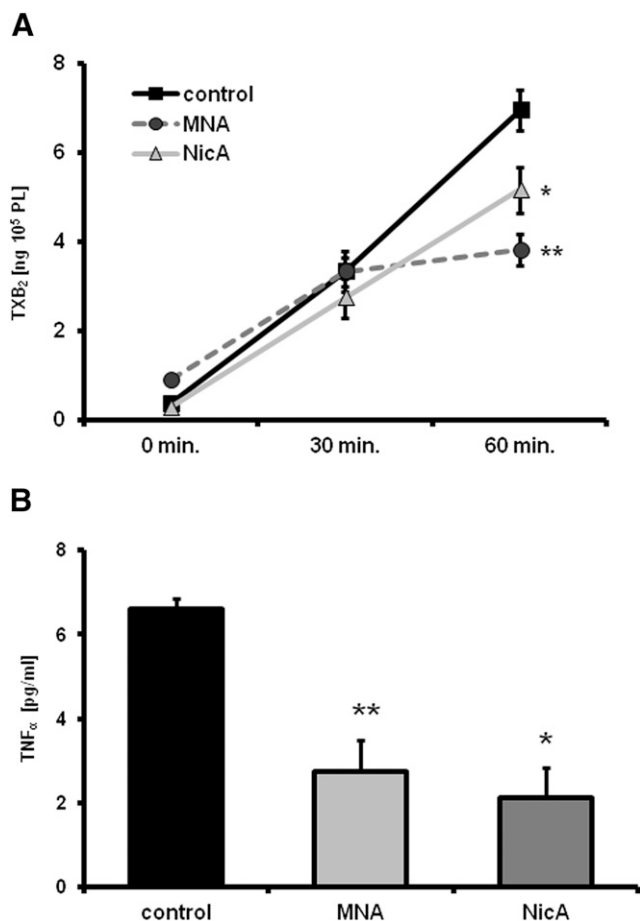 A
8
6
4
2
0
TXB₂ [ng 10⁵ PL]
control
MNA
NicA
*
**
0 min. 30 min. 60 min.
B
8
6
4
2
0
TNFα [pg/ml]
**
*
control MNA NicA